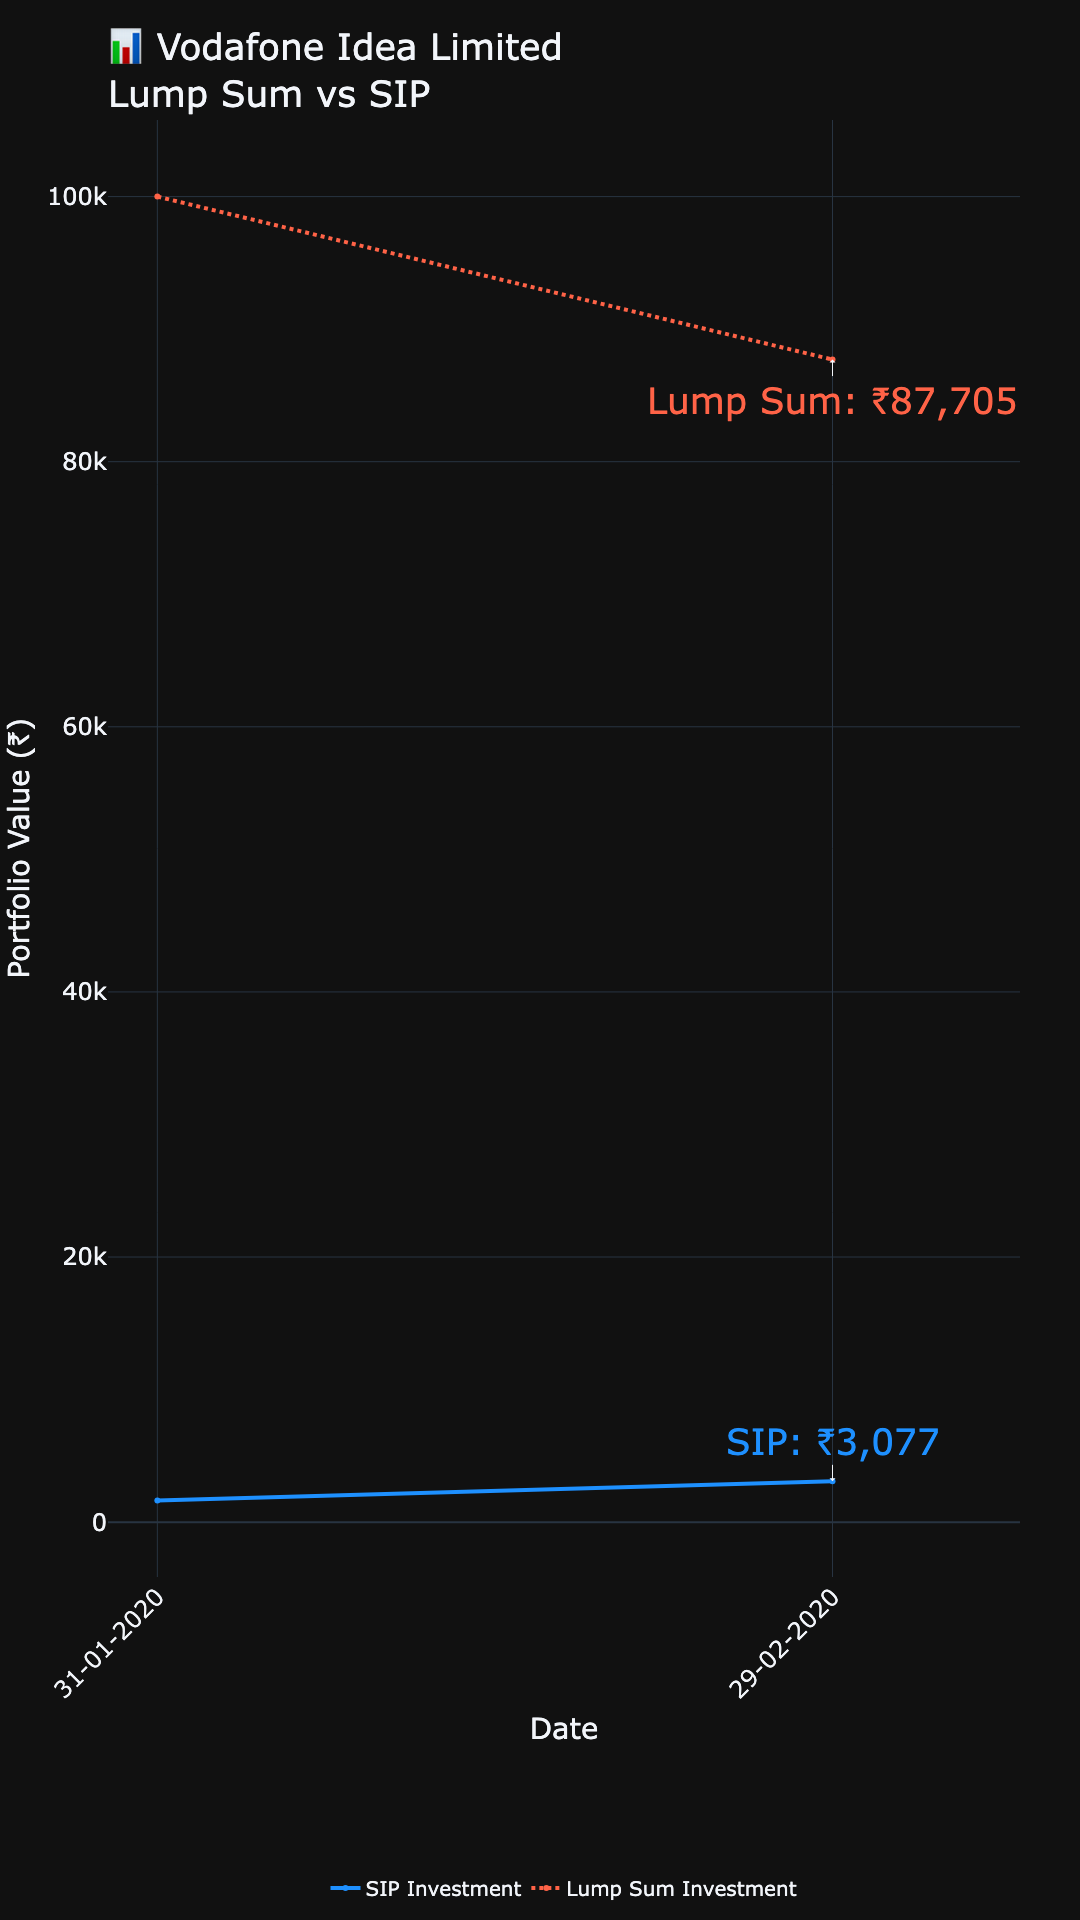 📊 Vodafone Idea Limited
Lump Sum vs SIP
100k
Lump Sum: ₹87,705
80k
60k
Portfolio Value (₹)
40k
20k
SIP: ₹3,077
0
31-01-2020
29-02-2020
Date
SIP Investment
Lump Sum Investment